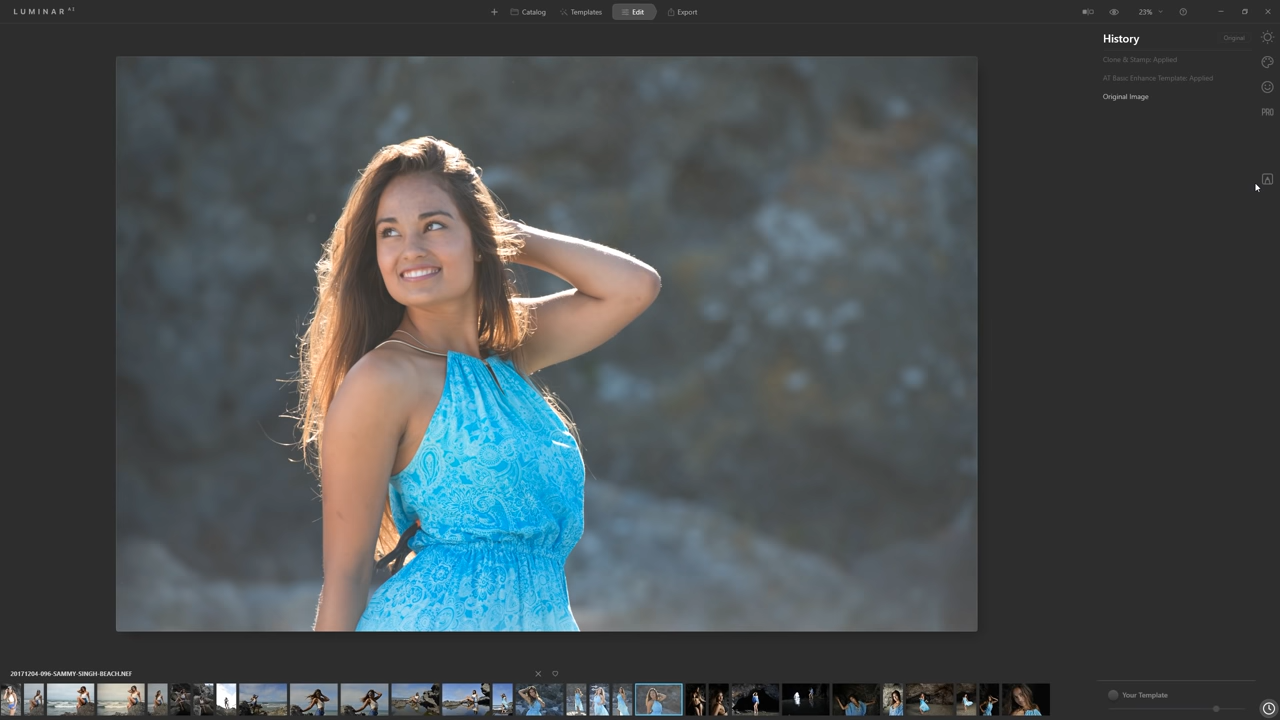 LUMINAR AI
Catalog
Templates
Edit
Export
23%
History
Original
Clone & Stamp: Applied
AT Basic Enhance Template: Applied
Original Image
PRO
20171204-096-SAMMY-SINGH-BEACH.NEF
Your Template